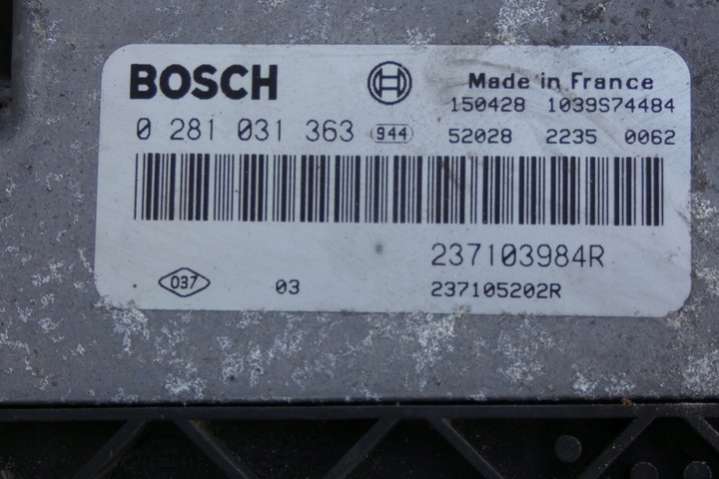 BOSCH Made in France
150428 1039S74484
0 281 031 363 944 52028 2235 0062
237103984R
037 03 237105202R